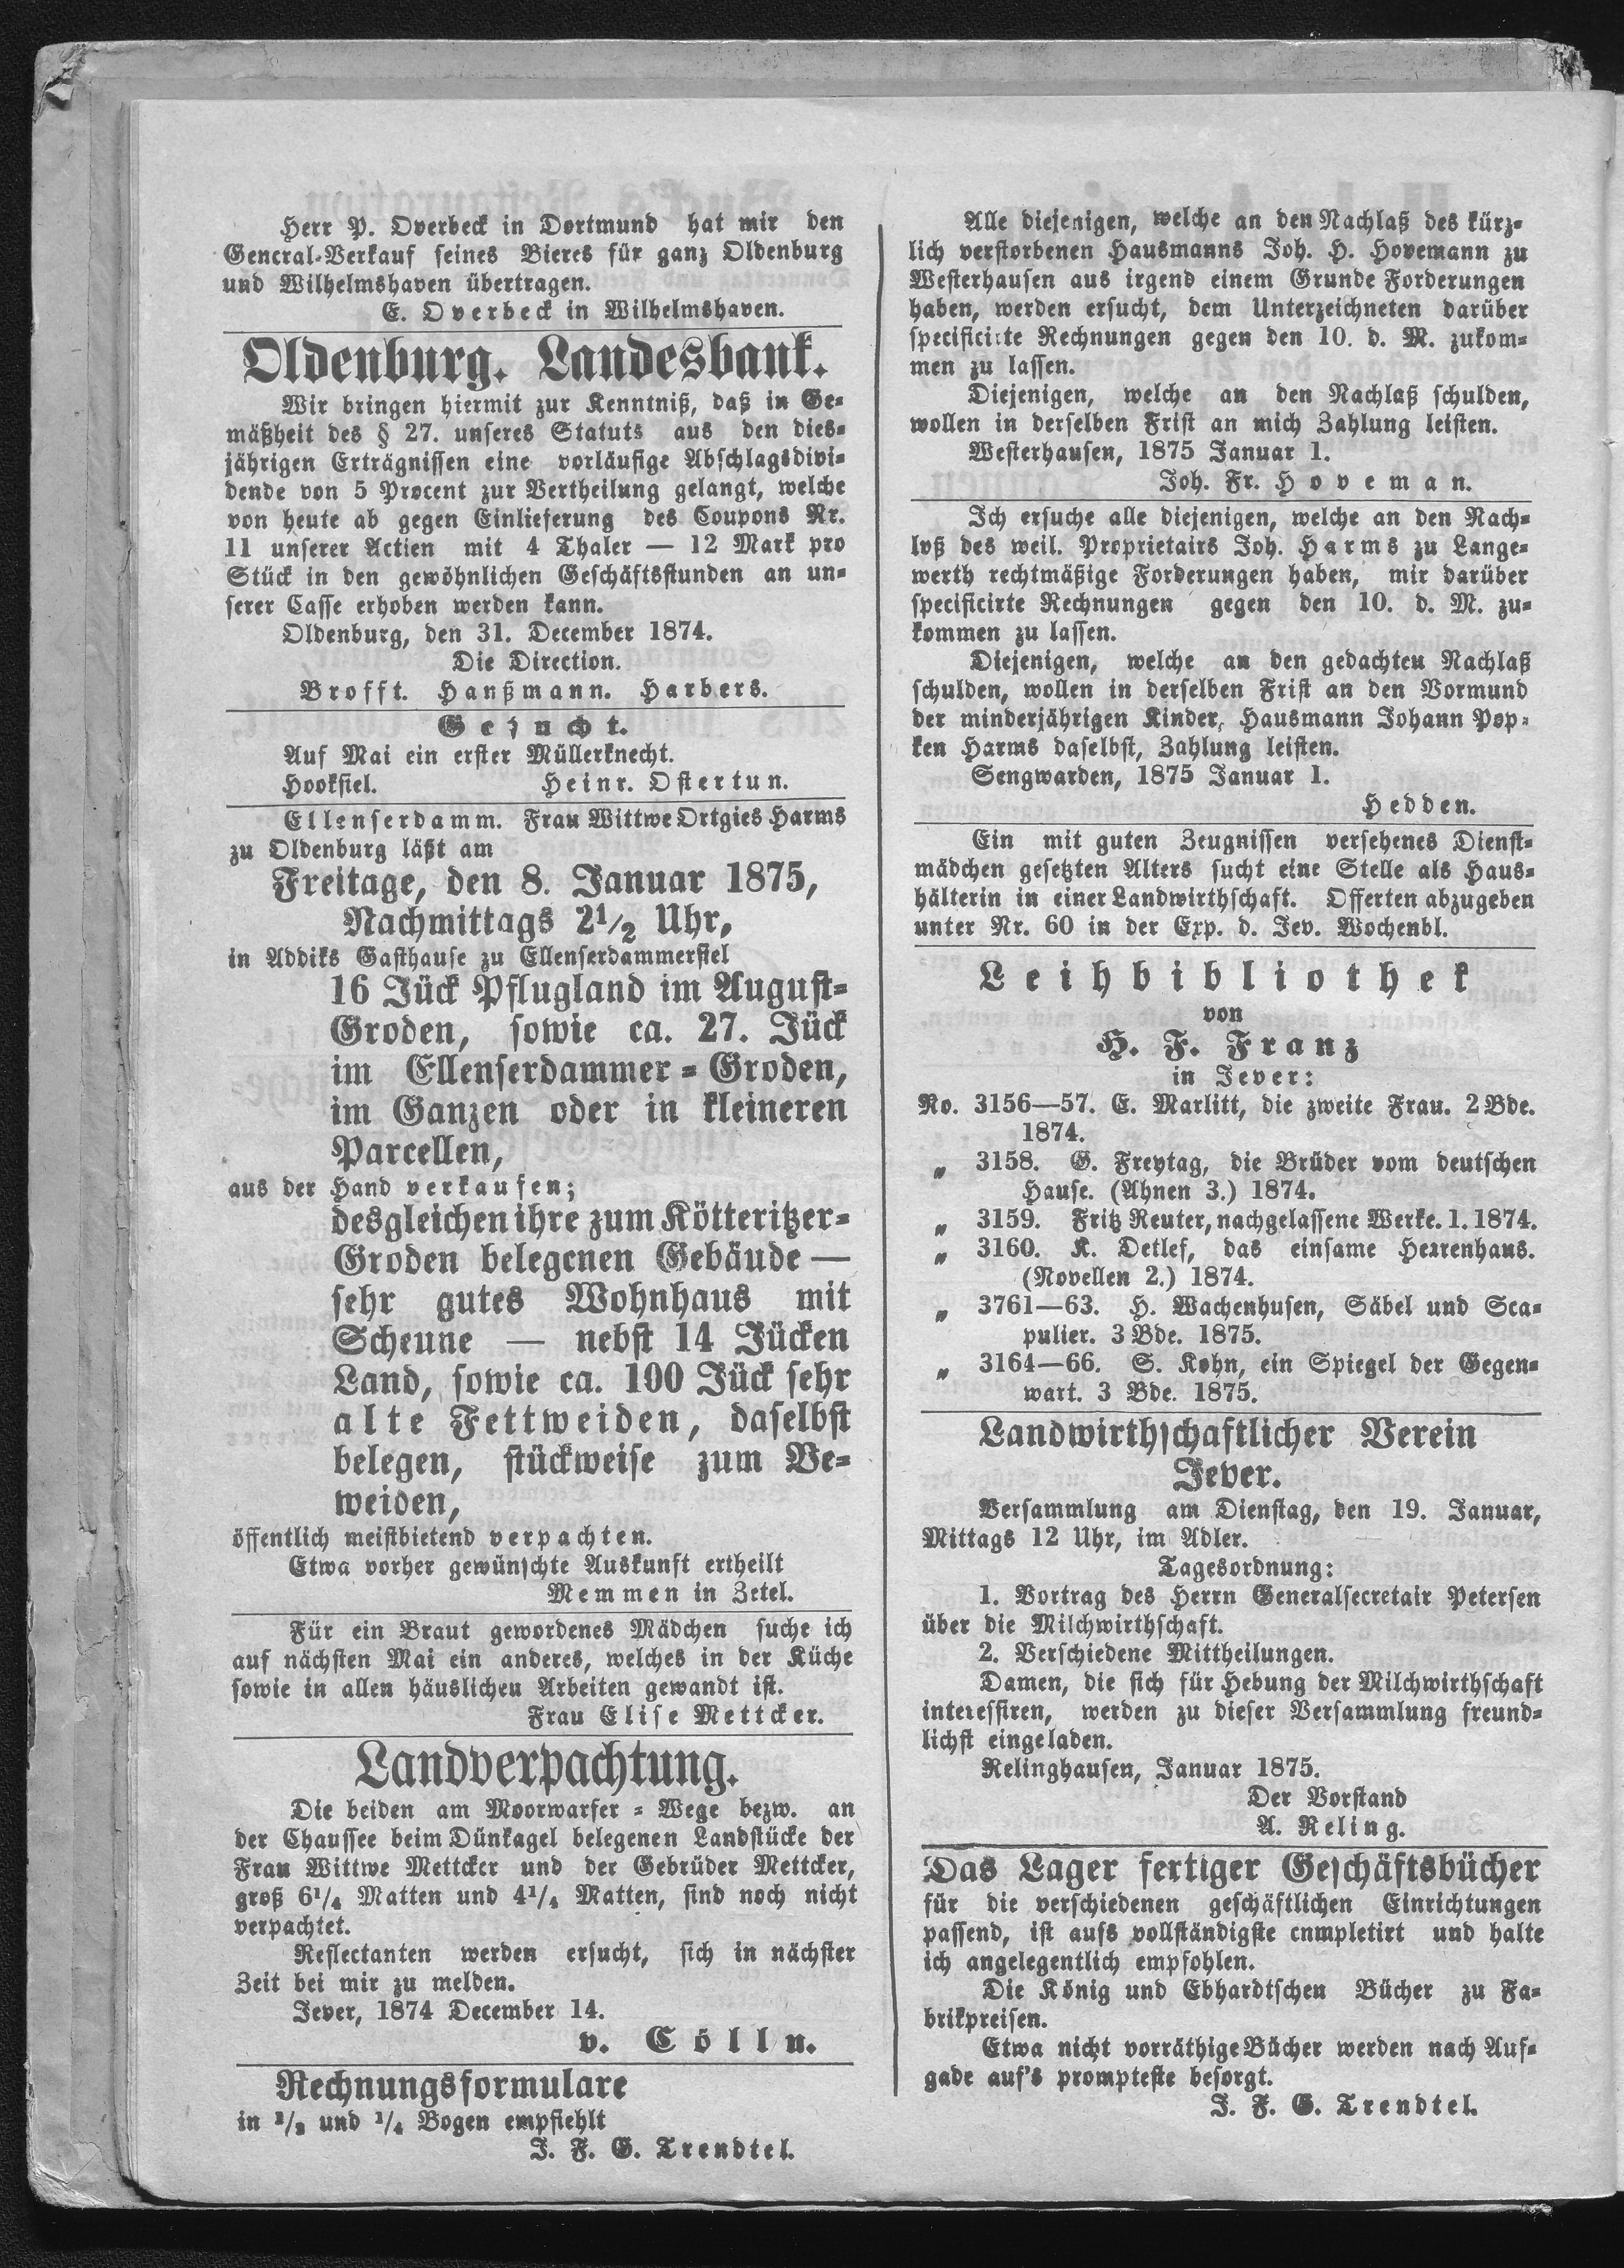 Herr P. Overbeck in Dortmund hat mir den
General-Verkauf seines Bieres für ganz Oldenburg
und Wilhelmshaven übertragen.
E. Overbeck in Wilhelmshaven.
Oldenburg. Landesbank.
Wir bringen hiermit zur Kenntniß, daß in Ge-
mäßheit des § 27. unseres Statuts aus den dies-
jährigen Erträgnissen eine vorläufige Abschlagsdivi-
dende von 5 Procent zur Vertheilung gelangt, welche
von heute ab gegen Einlieferung des Coupons Nr.
11 unserer Actien mit 4 Thaler — 12 Mark pro
Stück in den gewöhnlichen Geschäftsstunden an un-
serer Casse erhoben werden kann.
Oldenburg, den 31. December 1874.
Die Direction.
Brofft. Hanßmann. Harbers.
Gesucht.
Auf Mai ein erster Müllerknecht.
Hooksiel. Heinr. Ostertun.
Ellenserdamm. Frau Wittwe Ortgies Harms
zu Oldenburg läßt am
Freitage, den 8. Januar 1875,
Nachmittags 2½ Uhr,
in Addiks Gasthause zu Ellenserdammersiel
16 Jück Pflugland im August-
Groden, sowie ca. 27. Jück
im Ellenserdammer-Groden,
im Ganzen oder in kleineren
Parcellen,
aus der Hand verkaufen;
desgleichen ihre zum Kötteritzer-
Groden belegenen Gebäude —
sehr gutes Wohnhaus mit
Scheune — nebst 14 Jücken
Land, sowie ca. 100 Jück sehr
alte Fettweiden, daselbst
belegen, stückweise zum Be-
weiden,
öffentlich meistbietend verpachten.
Etwa vorher gewünschte Auskunft ertheilt
Memmen in Zetel.
Für ein Braut gewordenes Mädchen suche ich
auf nächsten Mai ein anderes, welches in der Küche
sowie in allen häuslichen Arbeiten gewandt ist.
Frau Elise Mettcker.
Landverpachtung.
Die beiden am Moorwarfer-Wege bezw. an
der Chaussee beim Dünkagel belegenen Landstücke der
Frau Wittwe Mettcker und der Gebrüder Mettcker,
groß 6¼ Matten und 4¼ Matten, sind noch nicht
verpachtet.
Reflectanten werden ersucht, sich in nächster
Zeit bei mir zu melden.
Jever, 1874 December 14.
v. Cölln.
Rechnungsformulare
in ½ und ¼ Bogen empfiehlt
J. F. G. Trendtel.
Alle diejenigen, welche an den Nachlaß des kürz-
lich verstorbenen Hausmanns Joh. H. Hovemann zu
Westerhausen aus irgend einem Grunde Forderungen
haben, werden ersucht, dem Unterzeichneten darüber
specificirte Rechnungen gegen den 10. d. M. zukom-
men zu lassen.
Diejenigen, welche an den Nachlaß schulden,
wollen in derselben Frist an mich Zahlung leisten.
Westerhausen, 1875 Januar 1.
Joh. Fr. Hoveman.
Ich ersuche alle diejenigen, welche an den Nach-
loß des weil. Proprietairs Joh. Harms zu Lange-
werth rechtmäßige Forderungen haben, mir darüber
specificirte Rechnungen gegen den 10. d. M. zu-
kommen zu lassen.
Diejenigen, welche an den gedachten Nachlaß
schulden, wollen in derselben Frist an den Vormund
der minderjährigen Kinder, Hausmann Johann Pop-
ken Harms daselbst, Zahlung leisten.
Sengwarden, 1875 Januar 1.
Hedden.
Ein mit guten Zeugnissen versehenes Dienst-
mädchen gesetzten Alters sucht eine Stelle als Haus-
hälterin in einer Landwirthschaft. Offerten abzugeben
unter Nr. 60 in der Exp. d. Jev. Wochenbl.
Leihbibliothek
von
H. F. Franz
in Jever:
No. 3156—57. E. Marlitt, die zweite Frau. 2 Bde.
1874.
„ 3158. G. Freytag, die Brüder vom deutschen
Hause. (Ahnen 3.) 1874.
„ 3159. Fritz Reuter, nachgelassene Werke. 1. 1874.
„ 3160. K. Detlef, das einsame Herrenhaus.
(Novellen 2.) 1874.
„ 3761—63. H. Wachenhusen, Säbel und Sca-
pulier. 3 Bde. 1875.
„ 3164—66. S. Kohn, ein Spiegel der Gegen-
wart. 3 Bde. 1875.
Landwirthschaftlicher Verein
Jever.
Versammlung am Dienstag, den 19. Januar,
Mittags 12 Uhr, im Adler.
Tagesordnung:
1. Vortrag des Herrn Generalsecretair Petersen
über die Milchwirthschaft.
2. Verschiedene Mittheilungen.
Damen, die sich für Hebung der Milchwirthschaft
interessiren, werden zu dieser Versammlung freund-
lichst eingeladen.
Relinghausen, Januar 1875.
Der Vorstand
A. Reling.
Das Lager fertiger Geschäftsbücher
für die verschiedenen geschäftlichen Einrichtungen
passend, ist aufs vollständigste cnmpletirt und halte
ich angelegentlich empfohlen.
Die König und Ebhardtschen Bücher zu Fa-
brikpreisen.
Etwa nicht vorräthige Bücher werden nach Auf-
gade auf's prompteste besorgt.
J. F. G. Trendtel.